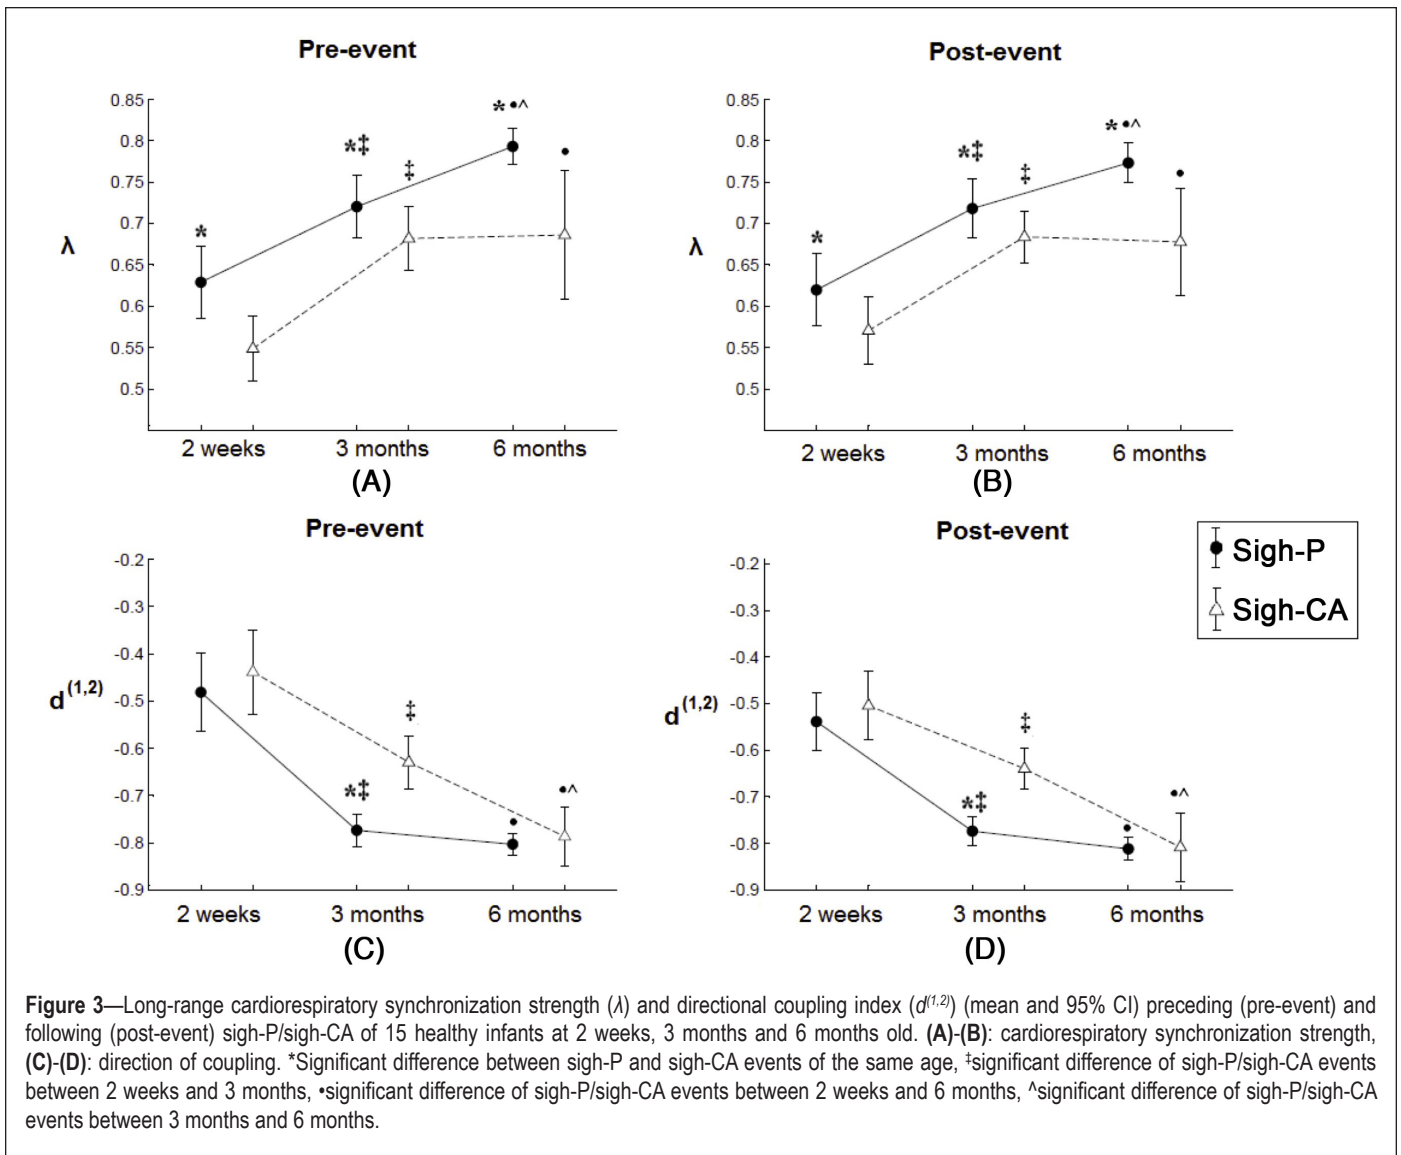 Pre-event
0.85
0.8
0.75
0.7
0.65
0.6
0.55
0.5
λ
*
*‡
‡
*•^
•
2 weeks 3 months 6 months
(A)
Post-event
0.85
0.8
0.75
0.7
0.65
0.6
0.55
0.5
λ
*
*‡
‡
*•^
•
2 weeks 3 months 6 months
(B)
Pre-event
-0.2
-0.3
-0.4
-0.5
-0.6
-0.7
-0.8
-0.9
d(1,2)
‡
*‡
•
•^
2 weeks 3 months 6 months
(C)
Post-event
-0.2
-0.3
-0.4
-0.5
-0.6
-0.7
-0.8
-0.9
d(1,2)
‡
*‡
•
•^
2 weeks 3 months 6 months
(D)
Sigh-P
Sigh-CA
Figure 3—Long-range cardiorespiratory synchronization strength (λ) and directional coupling index (d(1,2)) (mean and 95% CI) preceding (pre-event) and
following (post-event) sigh-P/sigh-CA of 15 healthy infants at 2 weeks, 3 months and 6 months old. (A)-(B): cardiorespiratory synchronization strength,
(C)-(D): direction of coupling. *Significant difference between sigh-P and sigh-CA events of the same age, ‡significant difference of sigh-P/sigh-CA events
between 2 weeks and 3 months, •significant difference of sigh-P/sigh-CA events between 2 weeks and 6 months, ^significant difference of sigh-P/sigh-CA
events between 3 months and 6 months.